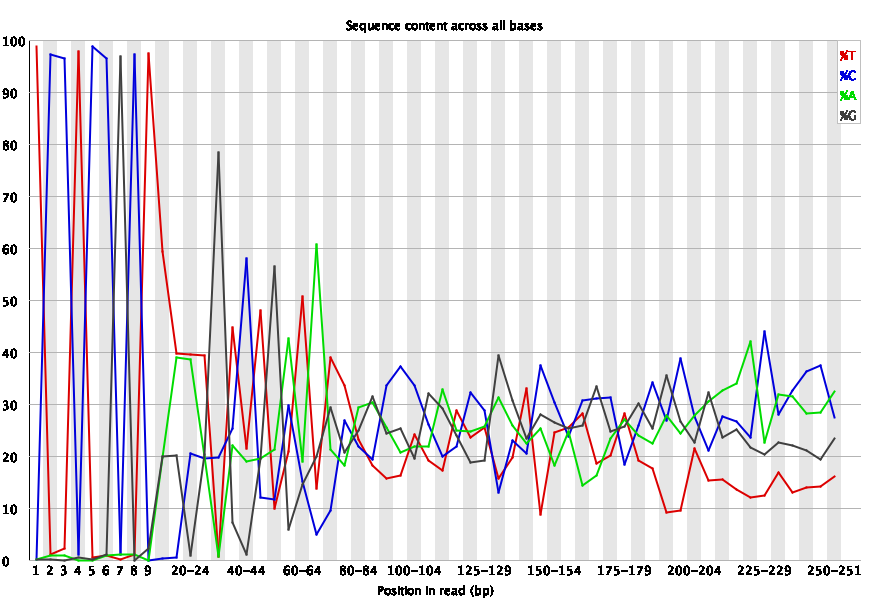 Sequence content across all bases
100
90
80
70
60
50
40
30
20
10
0
%T
%C
%A
%G
1 2 3 4 5 6 7 8 9 20-24 40-44 60-64 80-84 100-104 125-129 150-154 175-179 200-204 225-229 250-251
Position in read (bp)